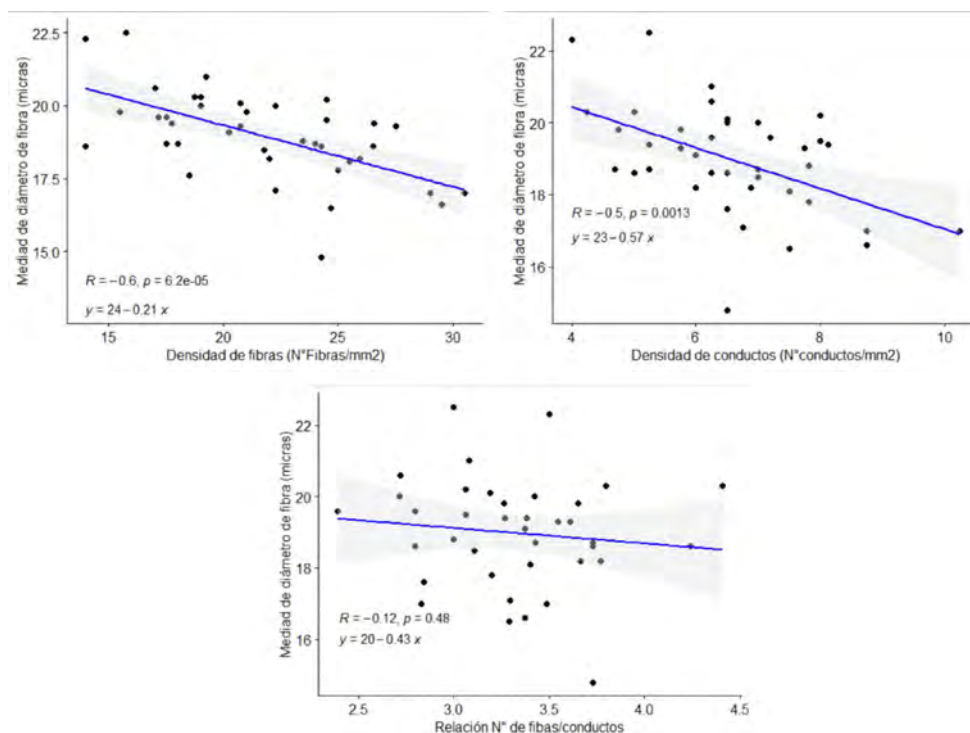 Mediad de diámetro de fibra (micras)
22.5
20.0
17.5
15.0
R = −0.6, p = 6.2e-05
y = 24 − 0.21 x
15 20 25 30
Densidad de fibras (N°Fibras/mm2)
Mediad de diámetro de fibra (micras)
22
20
18
16
R = −0.5, p = 0.0013
y = 23 − 0.57 x
4 6 8 10
Densidad de conductos (N°conductos/mm2)
Mediad de diámetro de fibra (micras)
22
20
18
16
R = −0.12, p = 0.48
y = 20 − 0.43 x
2.5 3.0 3.5 4.0 4.5
Relación N° de fibas/conductos